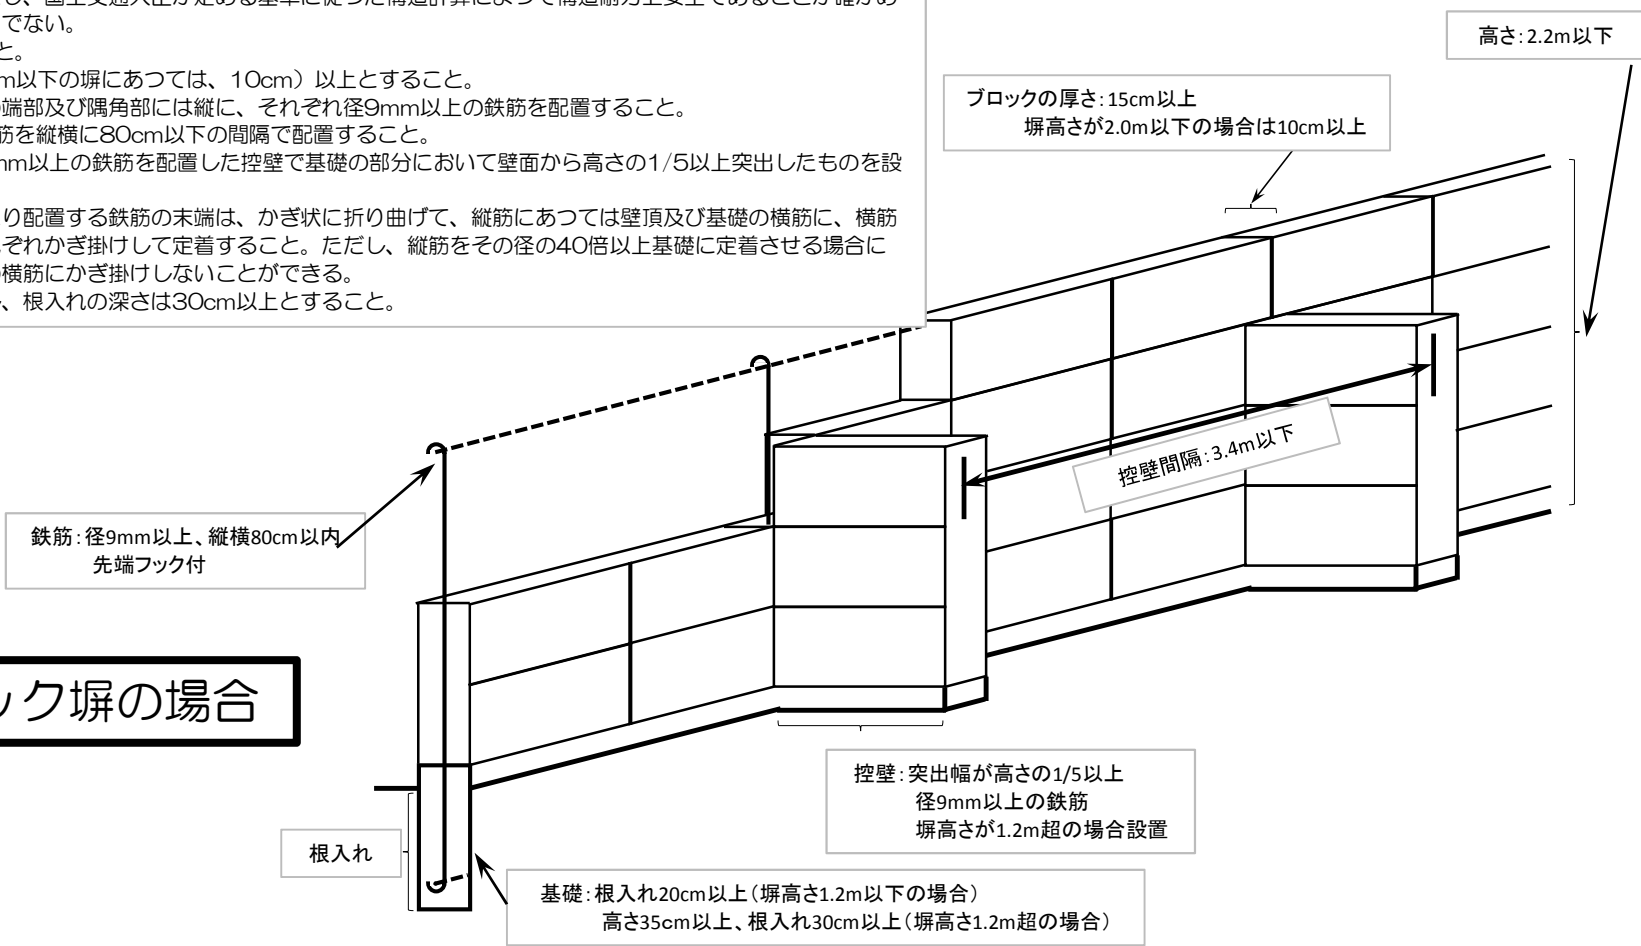 し、国土交通大臣が定める基準に従った構造計算によって構造耐力上安全であることが確かめ
でない。
と。
m以下の塀にあつては、10cm）以上とすること。
端部及び隅角部には縦に、それぞれ径9mm以上の鉄筋を配置すること。
筋を縦横に80cm以下の間隔で配置すること。
mm以上の鉄筋を配置した控壁で基礎の部分において壁面から高さの1/5以上突出したものを設
り配置する鉄筋の末端は、かぎ状に折り曲げて、縦筋にあつては壁頂及び基礎の横筋に、横筋
ぞれかぎ掛けして定着すること。ただし、縦筋をその径の40倍以上基礎に定着させる場合に
横筋にかぎ掛けしないことができる。
、根入れの深さは30cm以上とすること。
高さ：2.2m以下
ブロックの厚さ：15cm以上
塀高さが2.0m以下の場合は10cm以上
控壁間隔：3.4m以下
鉄筋：径9mm以上、縦横80cm以内
先端フック付
ック塀の場合
控壁：突出幅が高さの1/5以上
径9mm以上の鉄筋
塀高さが1.2m超の場合設置
根入れ
基礎：根入れ20cm以上（塀高さ1.2m以下の場合）
高さ35cm以上、根入れ30cm以上（塀高さ1.2m超の場合）